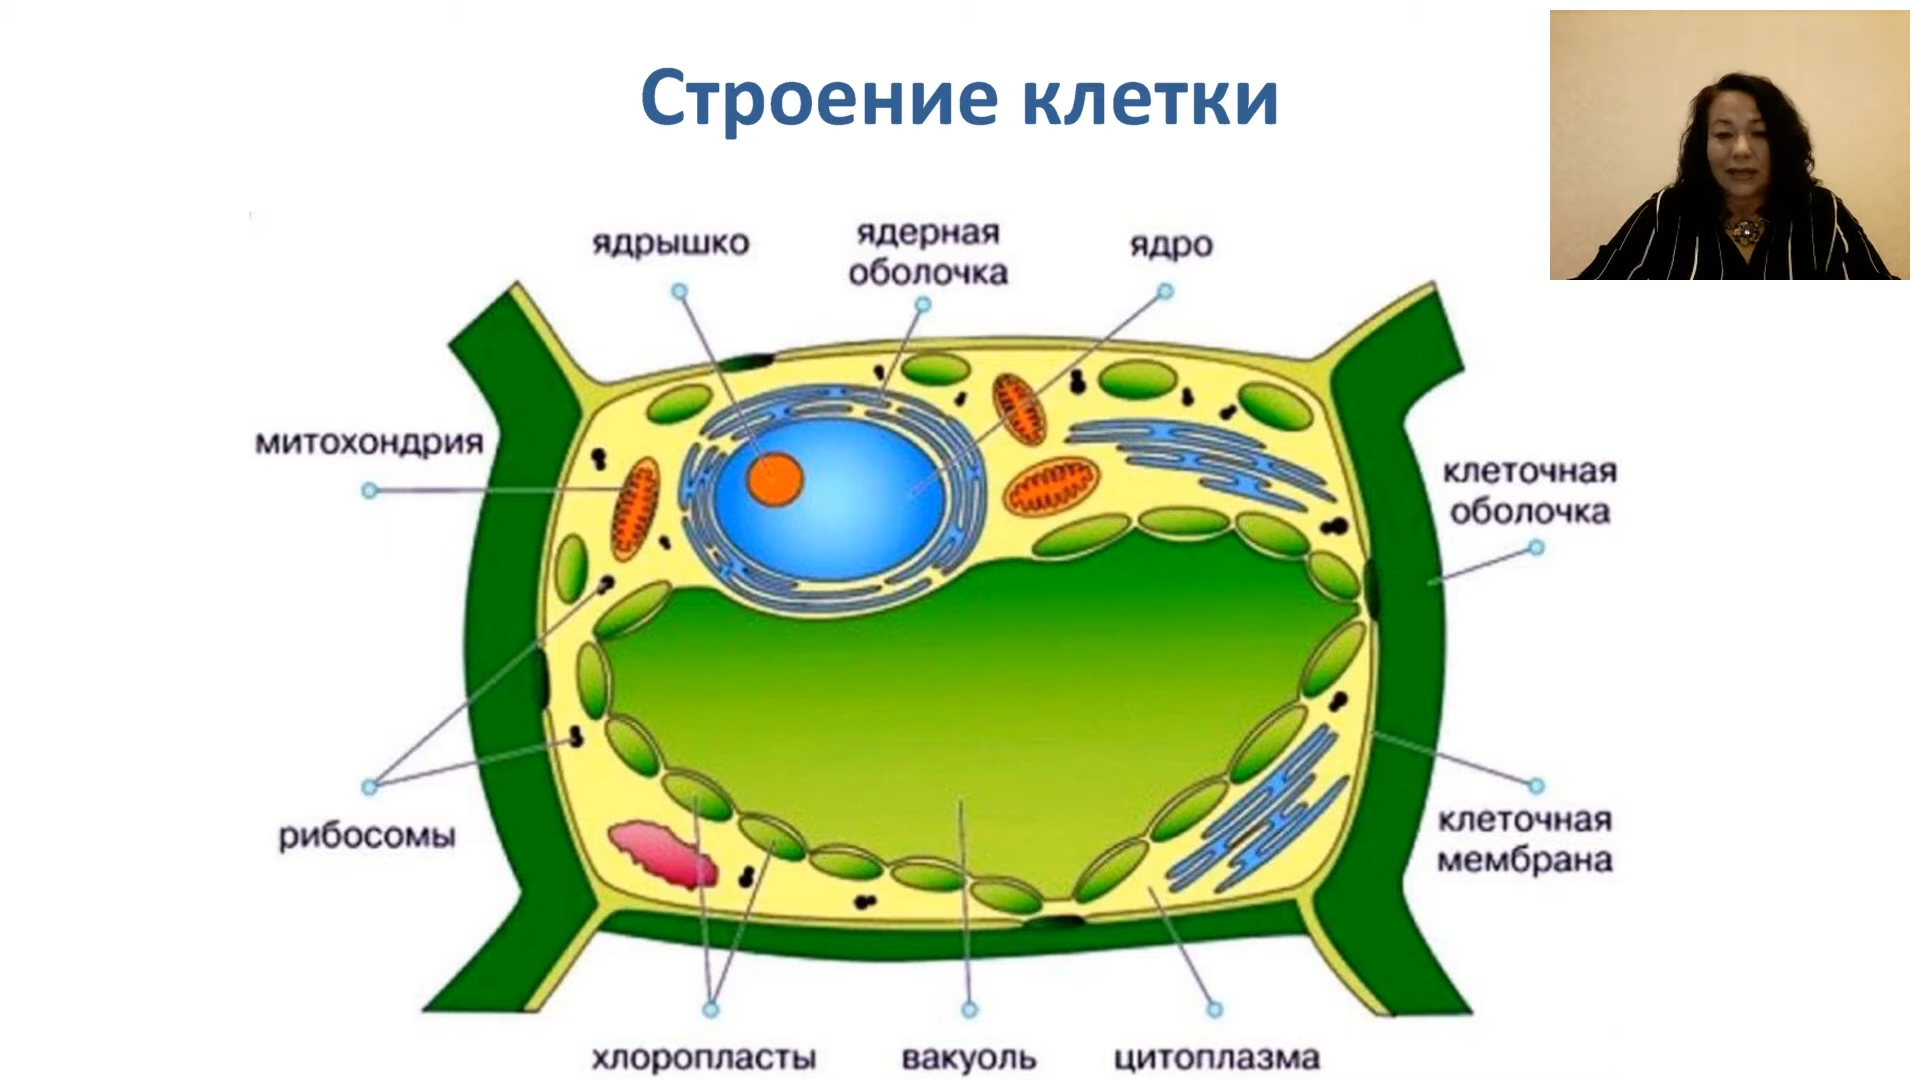 Строение клетки
ядрышко
ядерная
оболочка
ядро
митохондрия
клеточная
оболочка
рибосомы
клеточная
мембрана
хлоропласты
вакуоль
цитоплазма